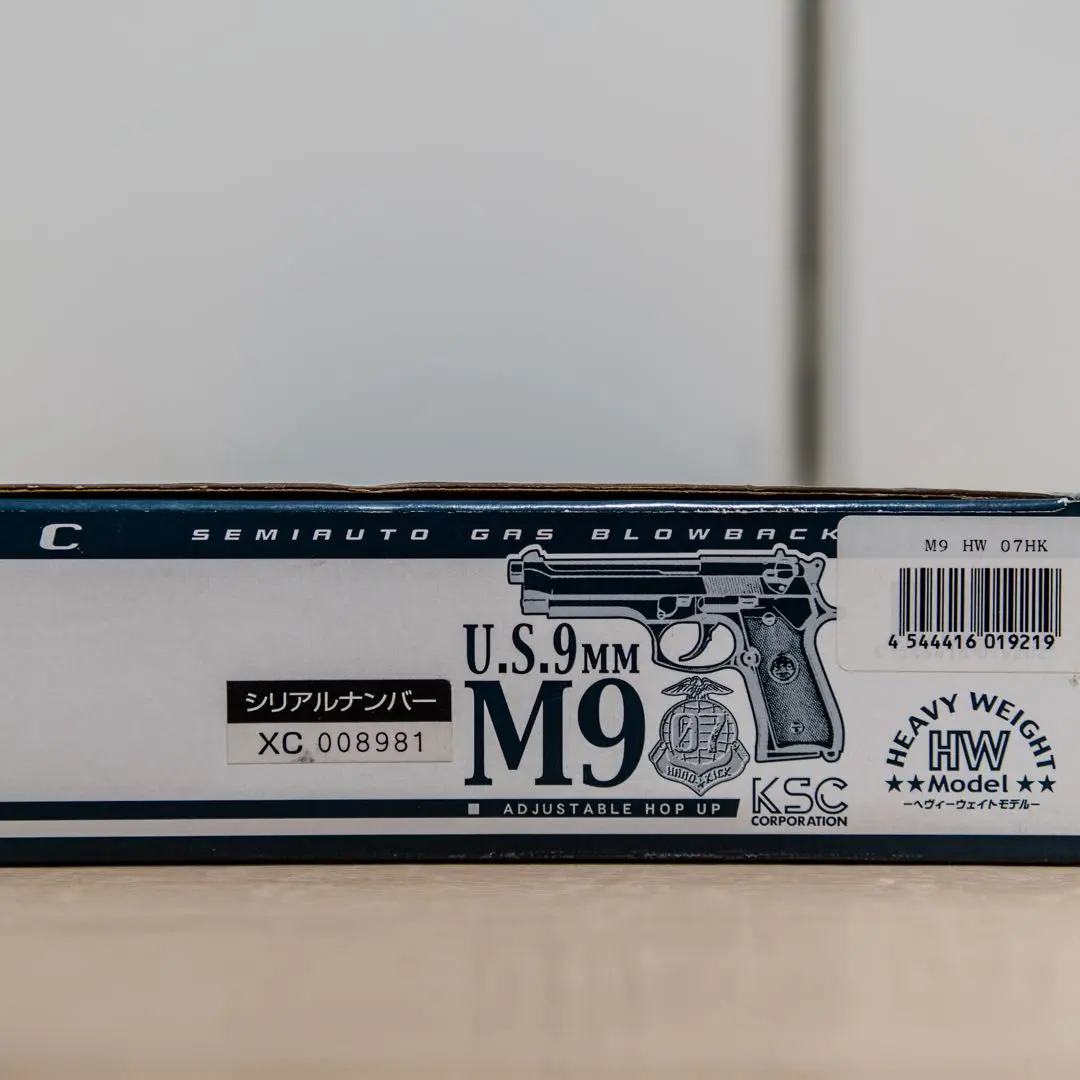 C
SEMIAUTO GAS BLOWBACK
M9 HW 07HK
4 544416 019219
U.S.9MM
M9
シリアルナンバー
XC 008981
07
HARD KICK
HEAVY WEIGHT
HW
★★Model★★
ーヘヴィーウェイトモデルー
■ ADJUSTABLE HOP UP
KSC
CORPORATION